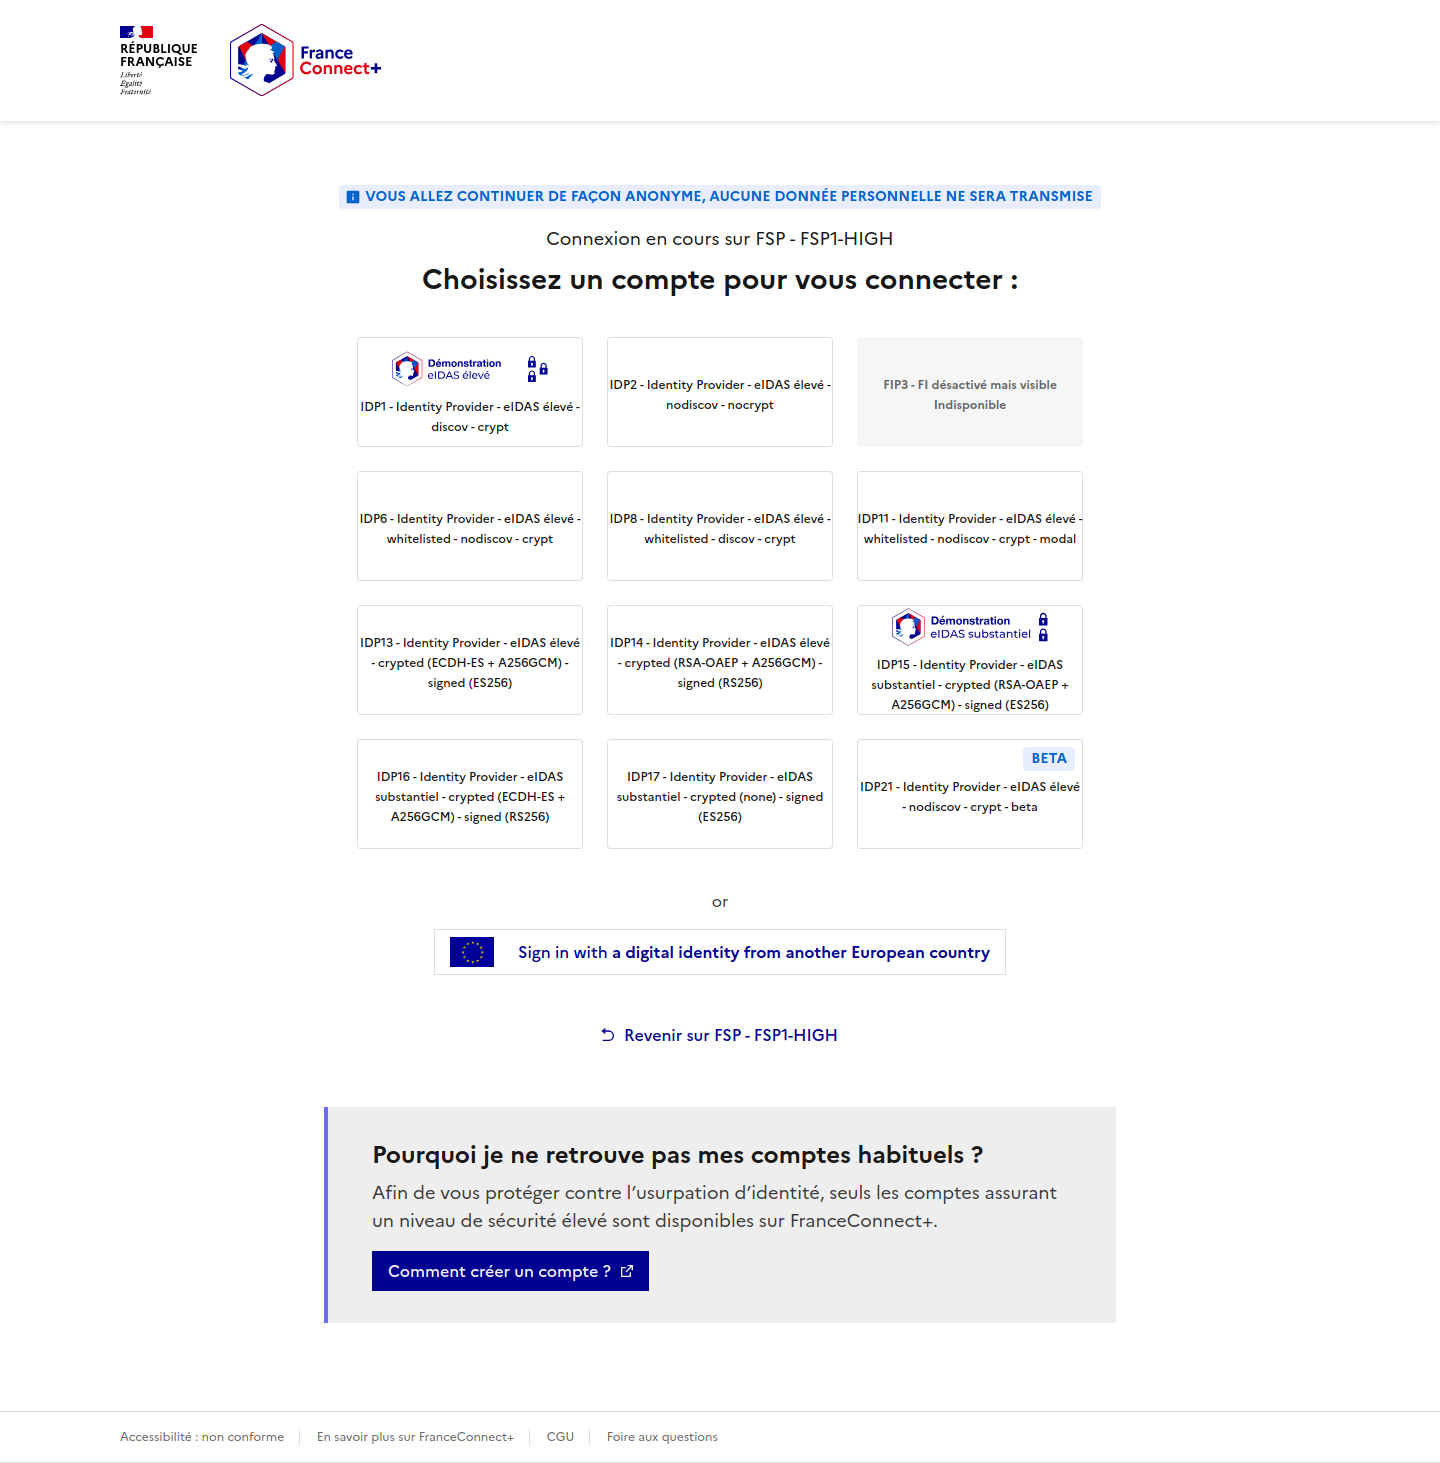 RÉPUBLIQUE
FRANÇAISE
Liberté
Égalité
Fraternité
France
Connect+
VOUS ALLEZ CONTINUER DE FAÇON ANONYME, AUCUNE DONNÉE PERSONNELLE NE SERA TRANSMISE
Connexion en cours sur FSP - FSP1-HIGH
Choisissez un compte pour vous connecter :
Démonstration
eIDAS élevé
IDP1 - Identity Provider - eIDAS élevé -
discov - crypt
IDP2 - Identity Provider - eIDAS élevé -
nodiscov - nocrypt
FIP3 - FI désactivé mais visible
Indisponible
IDP6 - Identity Provider - eIDAS élevé -
whitelisted - nodiscov - crypt
IDP8 - Identity Provider - eIDAS élevé -
whitelisted - discov - crypt
IDP11 - Identity Provider - eIDAS élevé -
whitelisted - nodiscov - crypt - modal
IDP13 - Identity Provider - eIDAS élevé
- crypted (ECDH-ES + A256GCM) -
signed (ES256)
IDP14 - Identity Provider - eIDAS élevé
- crypted (RSA-OAEP + A256GCM) -
signed (RS256)
Démonstration
eIDAS substantiel
IDP15 - Identity Provider - eIDAS
substantiel - crypted (RSA-OAEP +
A256GCM) - signed (ES256)
IDP16 - Identity Provider - eIDAS
substantiel - crypted (ECDH-ES +
A256GCM) - signed (RS256)
IDP17 - Identity Provider - eIDAS
substantiel - crypted (none) - signed
(ES256)
BETA
IDP21 - Identity Provider - eIDAS élevé
- nodiscov - crypt - beta
or
Sign in with a digital identity from another European country
Revenir sur FSP - FSP1-HIGH
Pourquoi je ne retrouve pas mes comptes habituels ?
Afin de vous protéger contre l’usurpation d’identité, seuls les comptes assurant
un niveau de sécurité élevé sont disponibles sur FranceConnect+.
Comment créer un compte ?
Accessibilité : non conforme
En savoir plus sur FranceConnect+
CGU
Foire aux questions